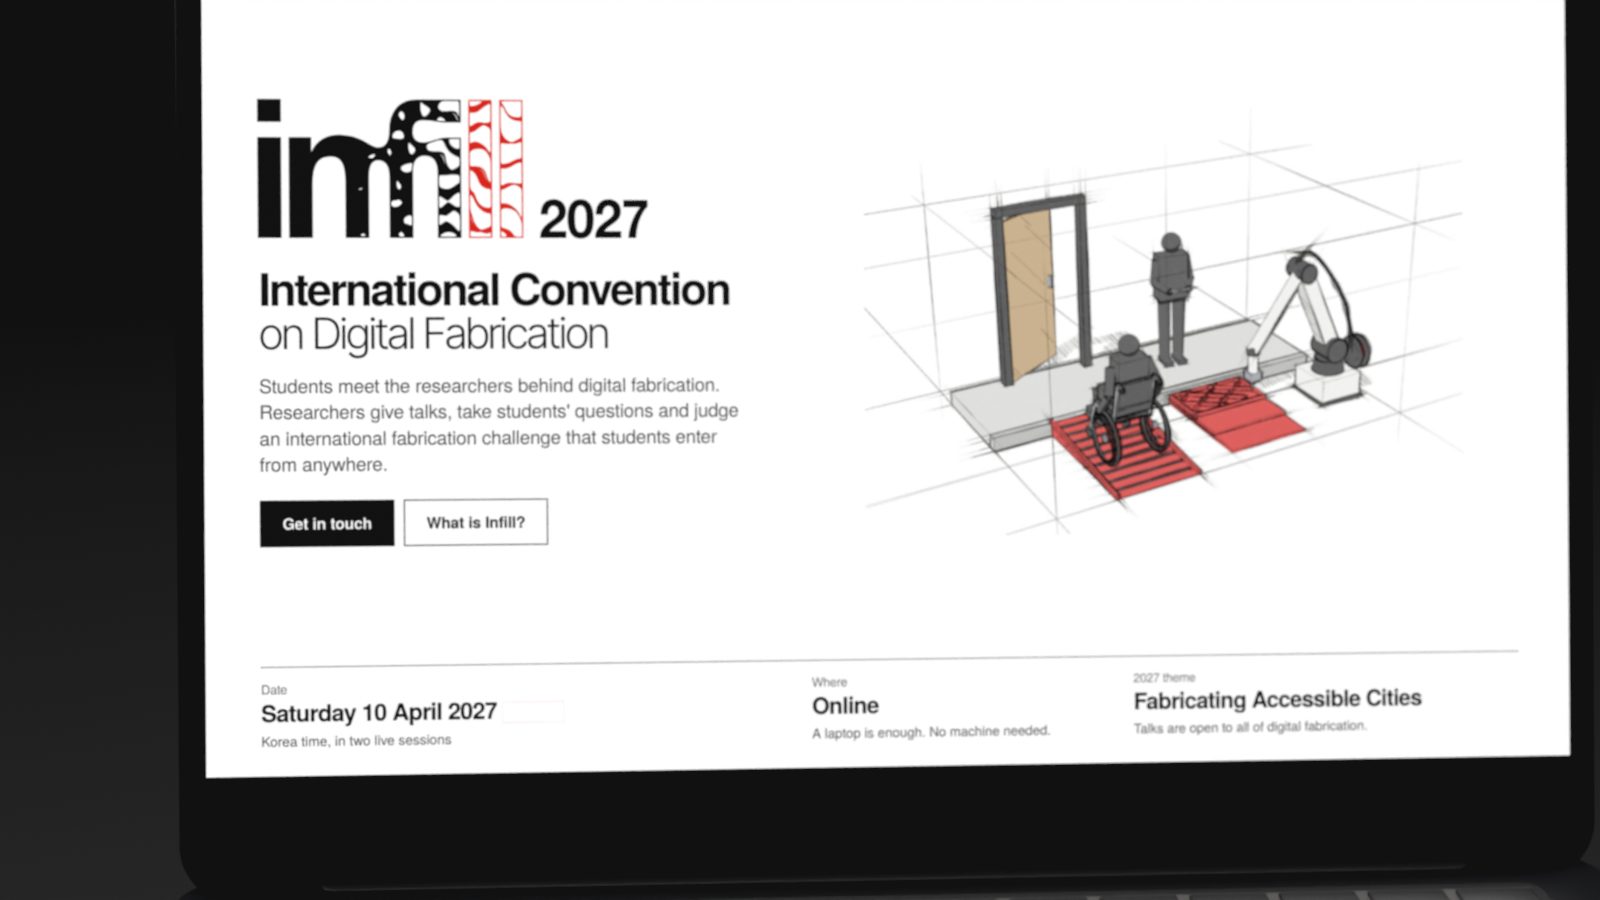 infill 2027
International Convention
on Digital Fabrication
Students meet the researchers behind digital fabrication.
Researchers give talks, take students' questions and judge
an international fabrication challenge that students enter
from anywhere.
Get in touch
What is Infill?
Date
Saturday 10 April 2027
Korea time, in two live sessions
Where
Online
A laptop is enough. No machine needed.
2027 theme
Fabricating Accessible Cities
Talks are open to all of digital fabrication.